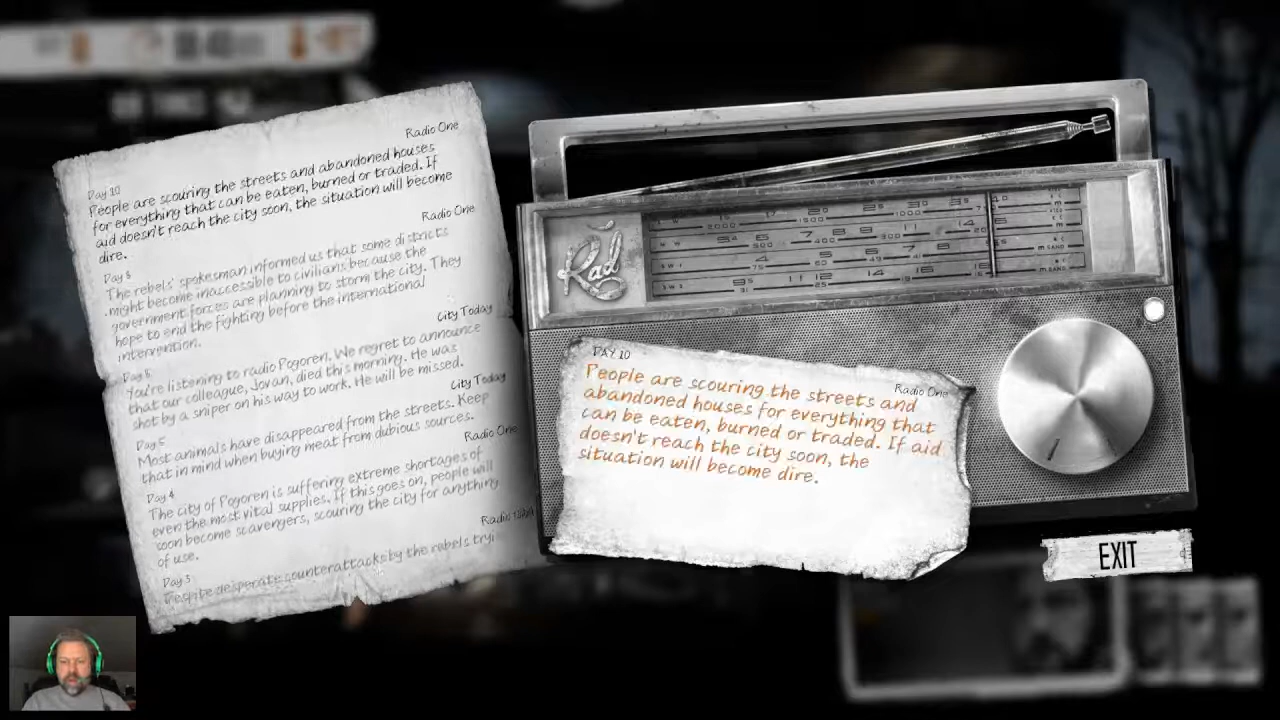 Radio One
Day 10
People are scouring the streets and abandoned houses
for everything that can be eaten, burned or traded. If
aid doesn't reach the city soon, the situation will become
dire.
Radio One
Day 8
The rebels' spokesman informed us that some districts
might become inaccessible to civilians because the
government forces are planning to storm the city. They
hope to end the fighting before the international
intervention.
City Today
Day 6
You're listening to radio Pogoren. We regret to announce
that our colleague, Jovan, died this morning. He was
shot by a sniper on his way to work. He will be missed.
City Today
Day 5
Most animals have disappeared from the streets. Keep
that in mind when buying meat from dubious sources.
Radio One
Day 4
The city of Pogoren is suffering extreme shortages of
even the most vital supplies. If this goes on, people will
soon become scavengers, scouring the city for anything
of use.
Radio
Day 3
Despite desperate counterattacks by the rebels
Rad
DAY 10
Radio One
People are scouring the streets and
abandoned houses for everything that
can be eaten, burned or traded. If aid
doesn't reach the city soon, the
situation will become dire.
EXIT